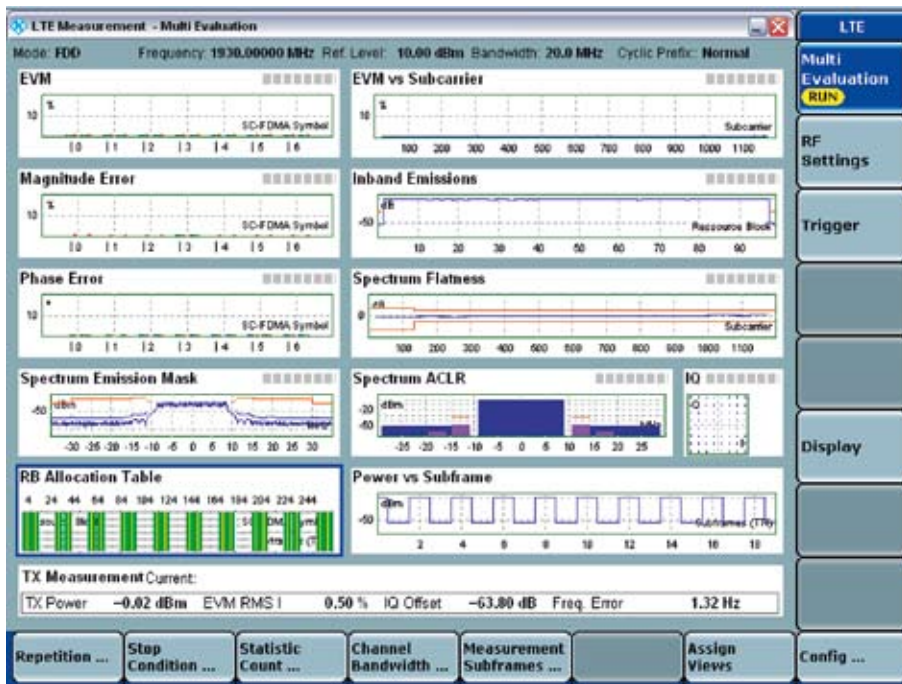 LTE Measurement - Multi Evaluation
LTE
Mode: FDD Frequency: 1930.00000 MHz Ref. Level: 10.00 dBm Bandwidth: 20.0 MHz Cyclic Prefix: Normal
Multi Evaluation
RUN
RF Settings
Trigger
Display
EVM
%
10
SC-FDMA Symbol
|0 |1 |2 |3 |4 |5 |6
EVM vs Subcarrier
%
10
Subcarrier
100 200 300 400 500 600 700 800 900 1000 1100
Magnitude Error
%
10
SC-FDMA Symbol
|0 |1 |2 |3 |4 |5 |6
Inband Emissions
dB
-50
Ressource Block
10 20 30 40 50 60 70 80 90
Phase Error
°
10
SC-FDMA Symbol
|0 |1 |2 |3 |4 |5 |6
Spectrum Flatness
dB
0
Subcarrier
100 200 300 400 500 600 700 800 900 1000 1100
Spectrum Emission Mask
dBm
-50
MHz
-30 -25 -20 -15 -10 -5 0 5 10 15 20 25 30
Spectrum ACLR
dBm
-20
MHz
-25 -20 -15 -10 -5 0 5 10 15 20 25
IQ
Q
I
RB Allocation Table
4 24 44 64 84 104 124 144 164 184 204 224 244
Power vs Subframe
dBm
-50
Subframes (TTI)
2 4 6 8 10 12 14 16 18
TX Measurement Current:
TX Power -0.02 dBm EVM RMS l 0.50 % IQ Offset -63.80 dB Freq. Error 1.32 Hz
Repetition ...
Stop Condition ...
Statistic Count ...
Channel Bandwidth ...
Measurement Subframes ...
Assign Views
Config ...